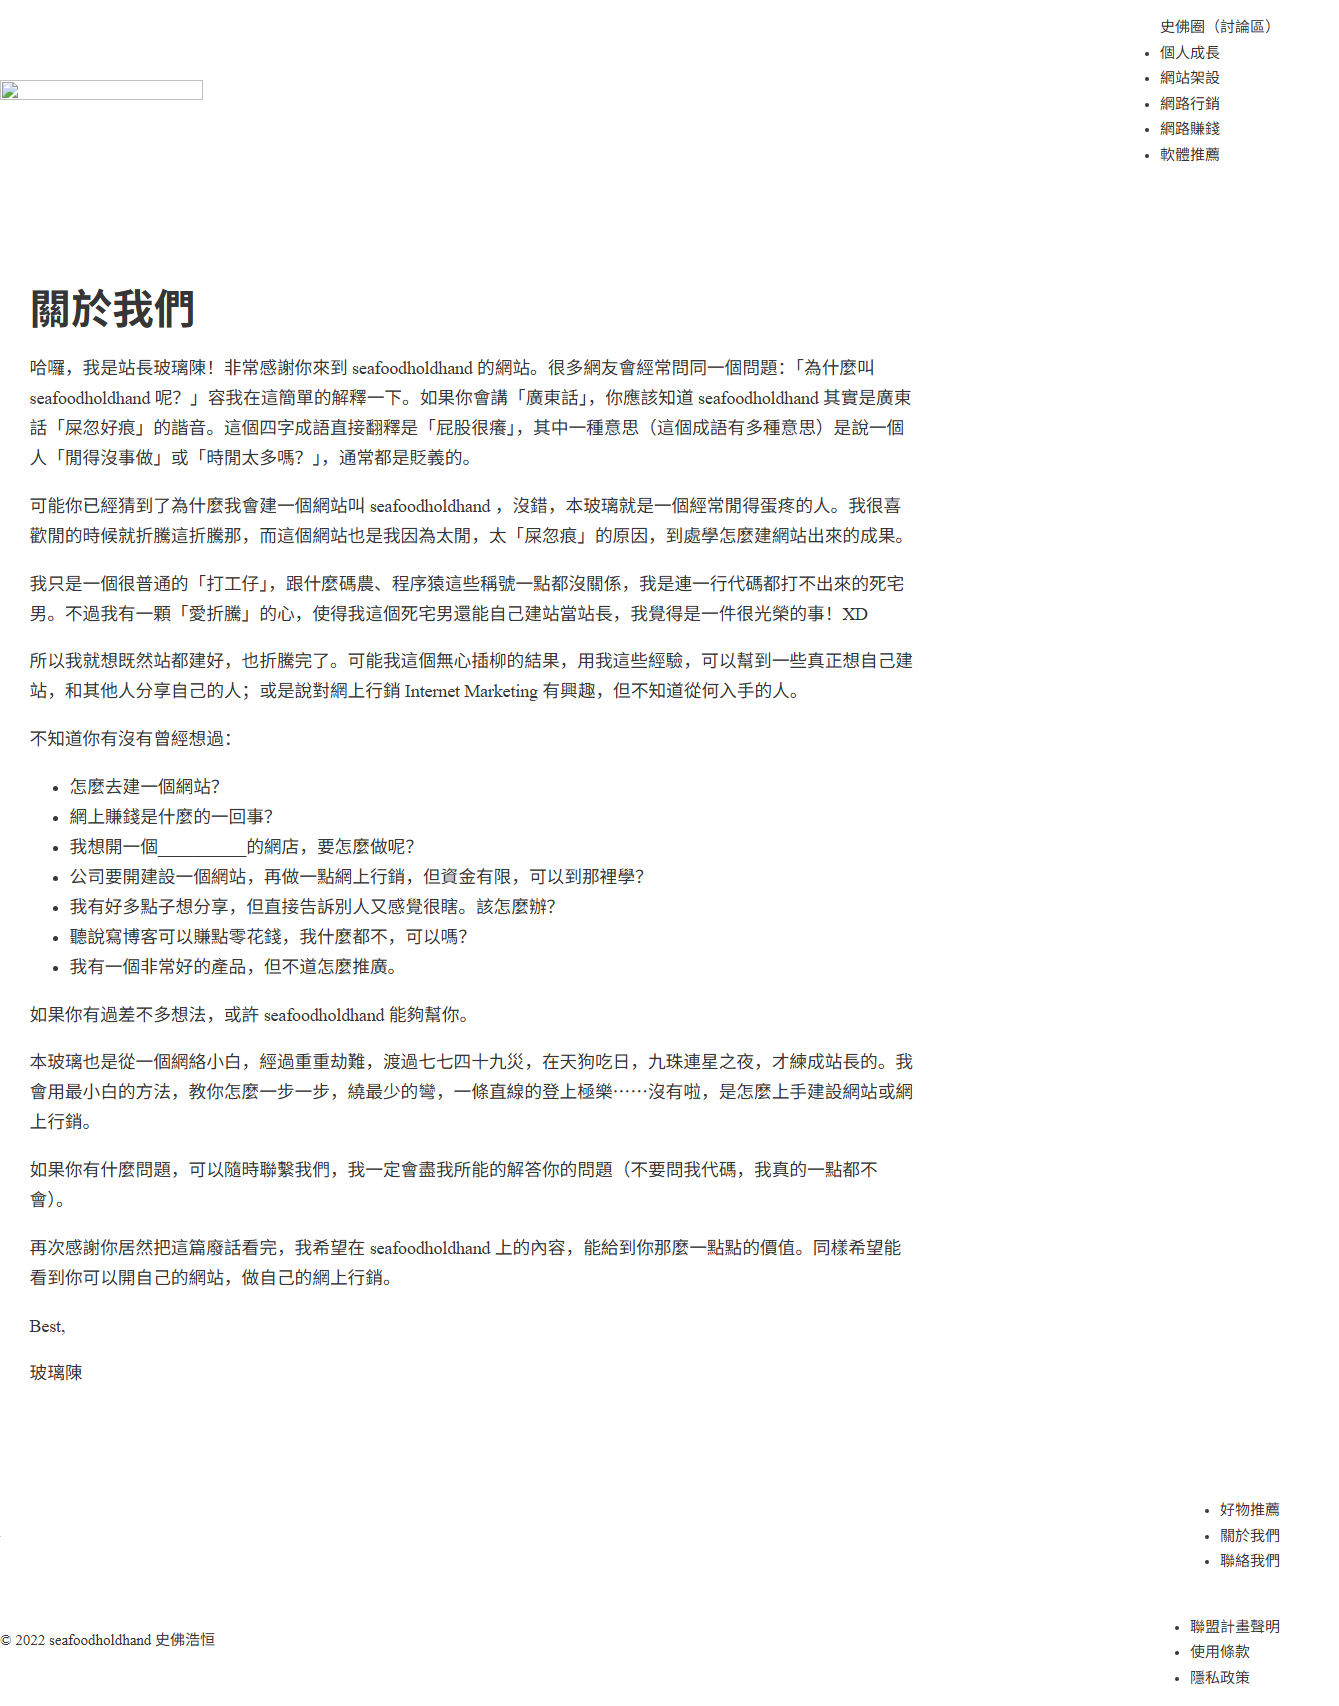 史佛圈（討論區）
個人成長
網站架設
網路行銷
網路賺錢
軟體推薦
關於我們
哈囉，我是站長玻璃陳！非常感謝你來到 seafoodholdhand 的網站。很多網友會經常問同一個問題：「為什麼叫
seafoodholdhand 呢？」容我在這簡單的解釋一下。如果你會講「廣東話」，你應該知道 seafoodholdhand 其實是廣東
話「屎忽好痕」的諧音。這個四字成語直接翻釋是「屁股很癢」，其中一種意思（這個成語有多種意思）是說一個
人「閒得沒事做」或「時閒太多嗎？」，通常都是貶義的。
可能你已經猜到了為什麼我會建一個網站叫 seafoodholdhand ，沒錯，本玻璃就是一個經常閒得蛋疼的人。我很喜
歡閒的時候就折騰這折騰那，而這個網站也是我因為太閒，太「屎忽痕」的原因，到處學怎麼建網站出來的成果。
我只是一個很普通的「打工仔」，跟什麼碼農、程序猿這些稱號一點都沒關係，我是連一行代碼都打不出來的死宅
男。不過我有一顆「愛折騰」的心，使得我這個死宅男還能自己建站當站長，我覺得是一件很光榮的事！XD
所以我就想既然站都建好，也折騰完了。可能我這個無心插柳的結果，用我這些經驗，可以幫到一些真正想自己建
站，和其他人分享自己的人；或是說對網上行銷 Internet Marketing 有興趣，但不知道從何入手的人。
不知道你有沒有曾經想過：
怎麼去建一個網站？
網上賺錢是什麼的一回事？
我想開一個__________的網店，要怎麼做呢？
公司要開建設一個網站，再做一點網上行銷，但資金有限，可以到那裡學？
我有好多點子想分享，但直接告訴別人又感覺很瞎。該怎麼辦？
聽說寫博客可以賺點零花錢，我什麼都不，可以嗎？
我有一個非常好的產品，但不道怎麼推廣。
如果你有過差不多想法，或許 seafoodholdhand 能夠幫你。
本玻璃也是從一個網絡小白，經過重重劫難，渡過七七四十九災，在天狗吃日，九珠連星之夜，才練成站長的。我
會用最小白的方法，教你怎麼一步一步，繞最少的彎，一條直線的登上極樂⋯⋯沒有啦，是怎麼上手建設網站或網
上行銷。
如果你有什麼問題，可以隨時聯繫我們，我一定會盡我所能的解答你的問題（不要問我代碼，我真的一點都不
會）。
再次感謝你居然把這篇廢話看完，我希望在 seafoodholdhand 上的內容，能給到你那麼一點點的價值。同樣希望能
看到你可以開自己的網站，做自己的網上行銷。
Best,
玻璃陳
好物推薦
關於我們
聯絡我們
© 2022 seafoodholdhand 史佛浩恒
聯盟計畫聲明
使用條款
隱私政策